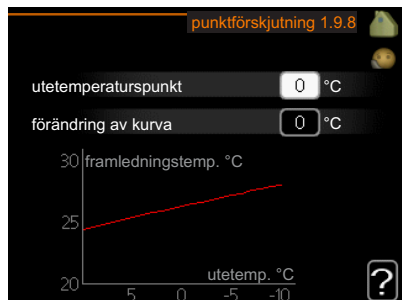 punktförskjutning 1.9.8
utetemperaturspunkt 0 °C
förändring av kurva 0 °C
30 framledningstemp. °C
25
utetemp. °C
20
5 0 -5 -10
?